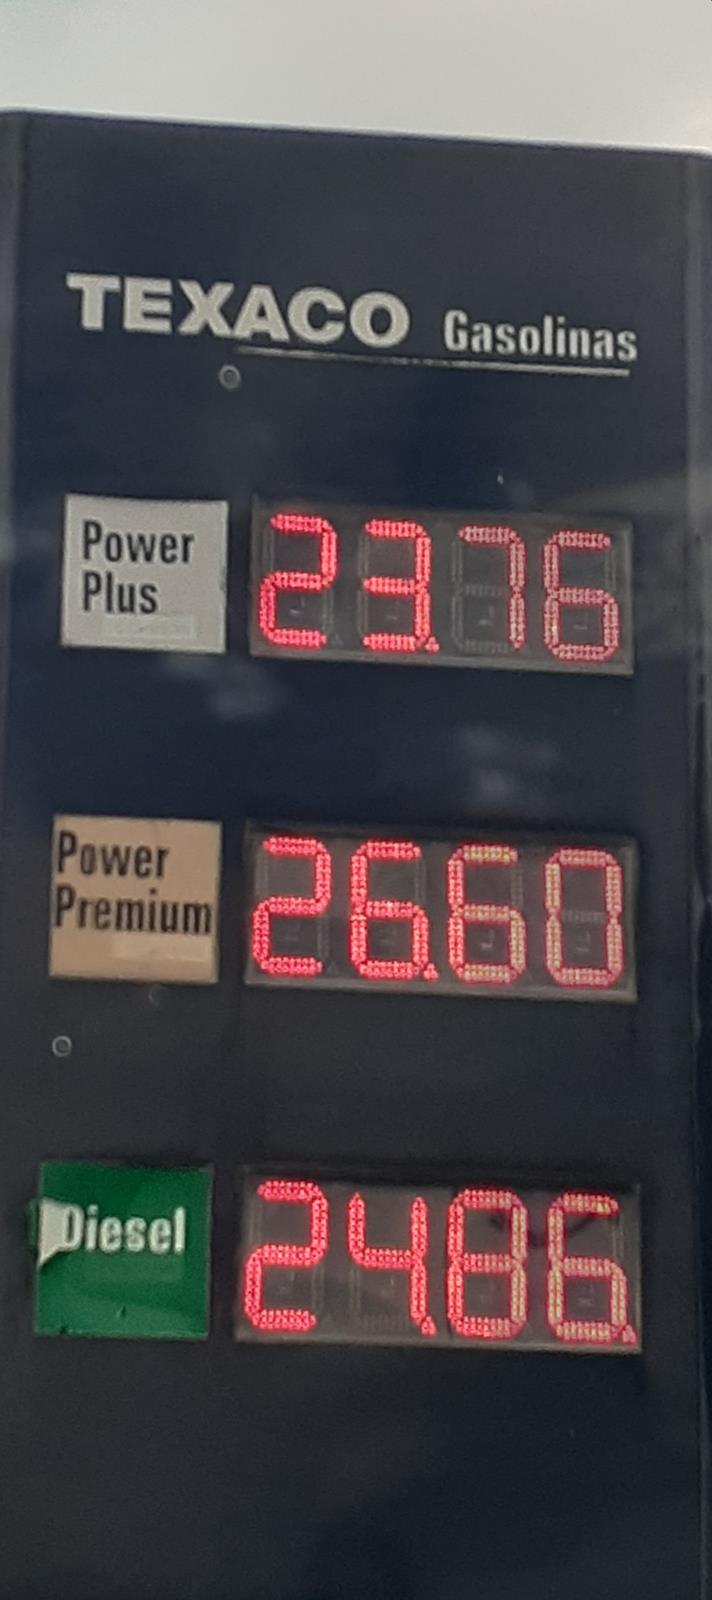 TEXACO Gasolinas
Power
Plus
23.76
Power
Premium
26.60
Diesel
24.86.